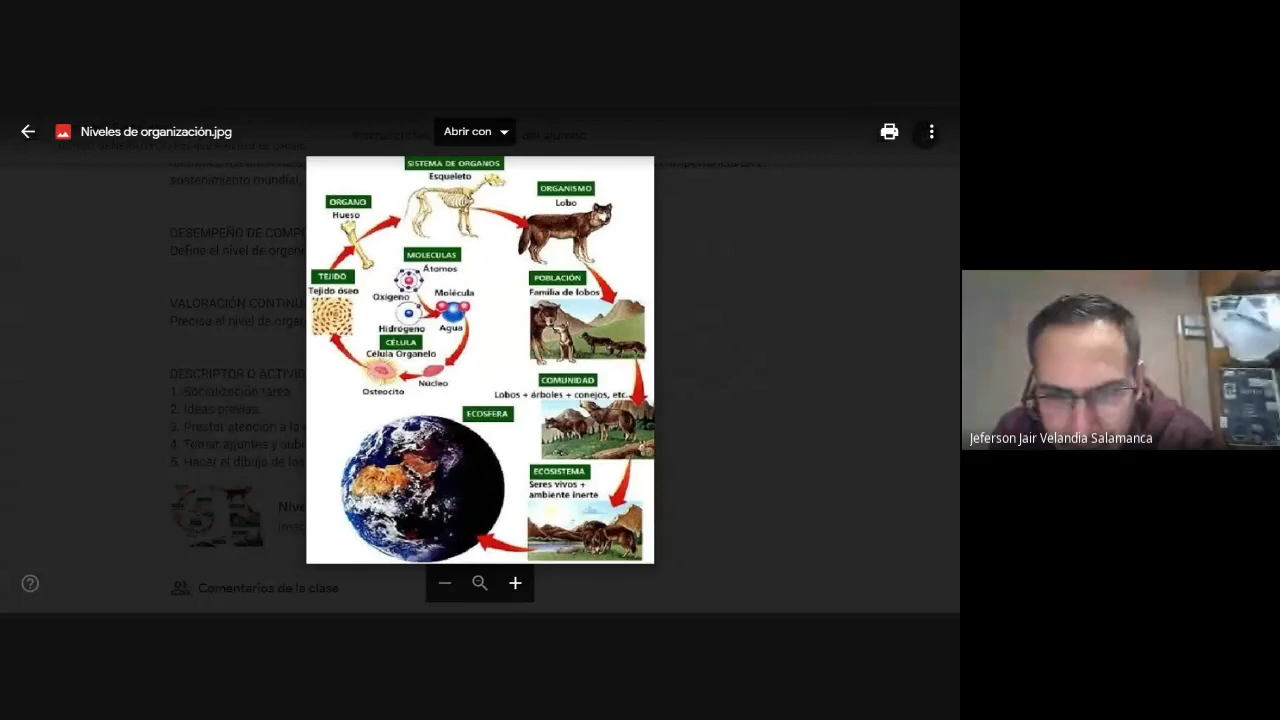 Niveles de organización.jpg
Abrir con
sostenimiento mundial.
DESEMPEÑO DE COMP
Define el nivel de organ
VALORACIÓN CONTINU
Precisa el nivel de organ
DESCRIPTOR O ACTIVID
1. Socialización tarea
2. Ideas previas.
3. Prestar atención a la
4. Tomar apuntes y
5. Hacer el dibujo de los
Nive
Comentarios de la clase
SISTEMA DE ORGANOS
Esqueleto
ORGANISMO
Lobo
ORGANO
Hueso
MOLECULAS
Átomos
TEJIDO
Tejido óseo
Oxígeno
Molécula
Hidrógeno
Agua
CÉLULA
Célula Organelo
Núcleo
Osteocito
POBLACIÓN
Familia de lobos
COMUNIDAD
Lobos + árboles + conejos, etc.
ECOSFERA
ECOSISTEMA
Seres vivos +
ambiente inerte
Jeferson Jair Velandia Salamanca